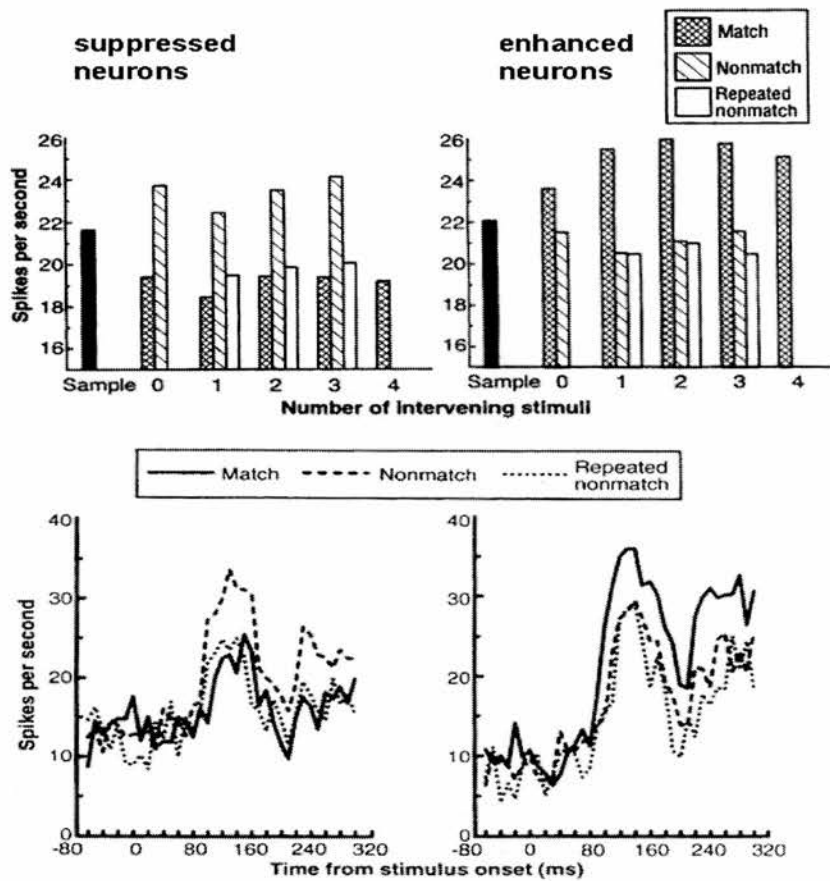 suppressed
neurons
enhanced
neurons
Match
Nonmatch
Repeated
nonmatch
Spikes per second
26
24
22
20
18
16
Sample 0 1 2 3 4
26
24
22
20
18
16
Sample 0 1 2 3 4
Number of intervening stimuli
Match Nonmatch Repeated
nonmatch
Spikes per second
40
30
20
10
0
-80 0 80 160 240 320
40
30
20
10
0
-80 0 80 160 240 320
Time from stimulus onset (ms)